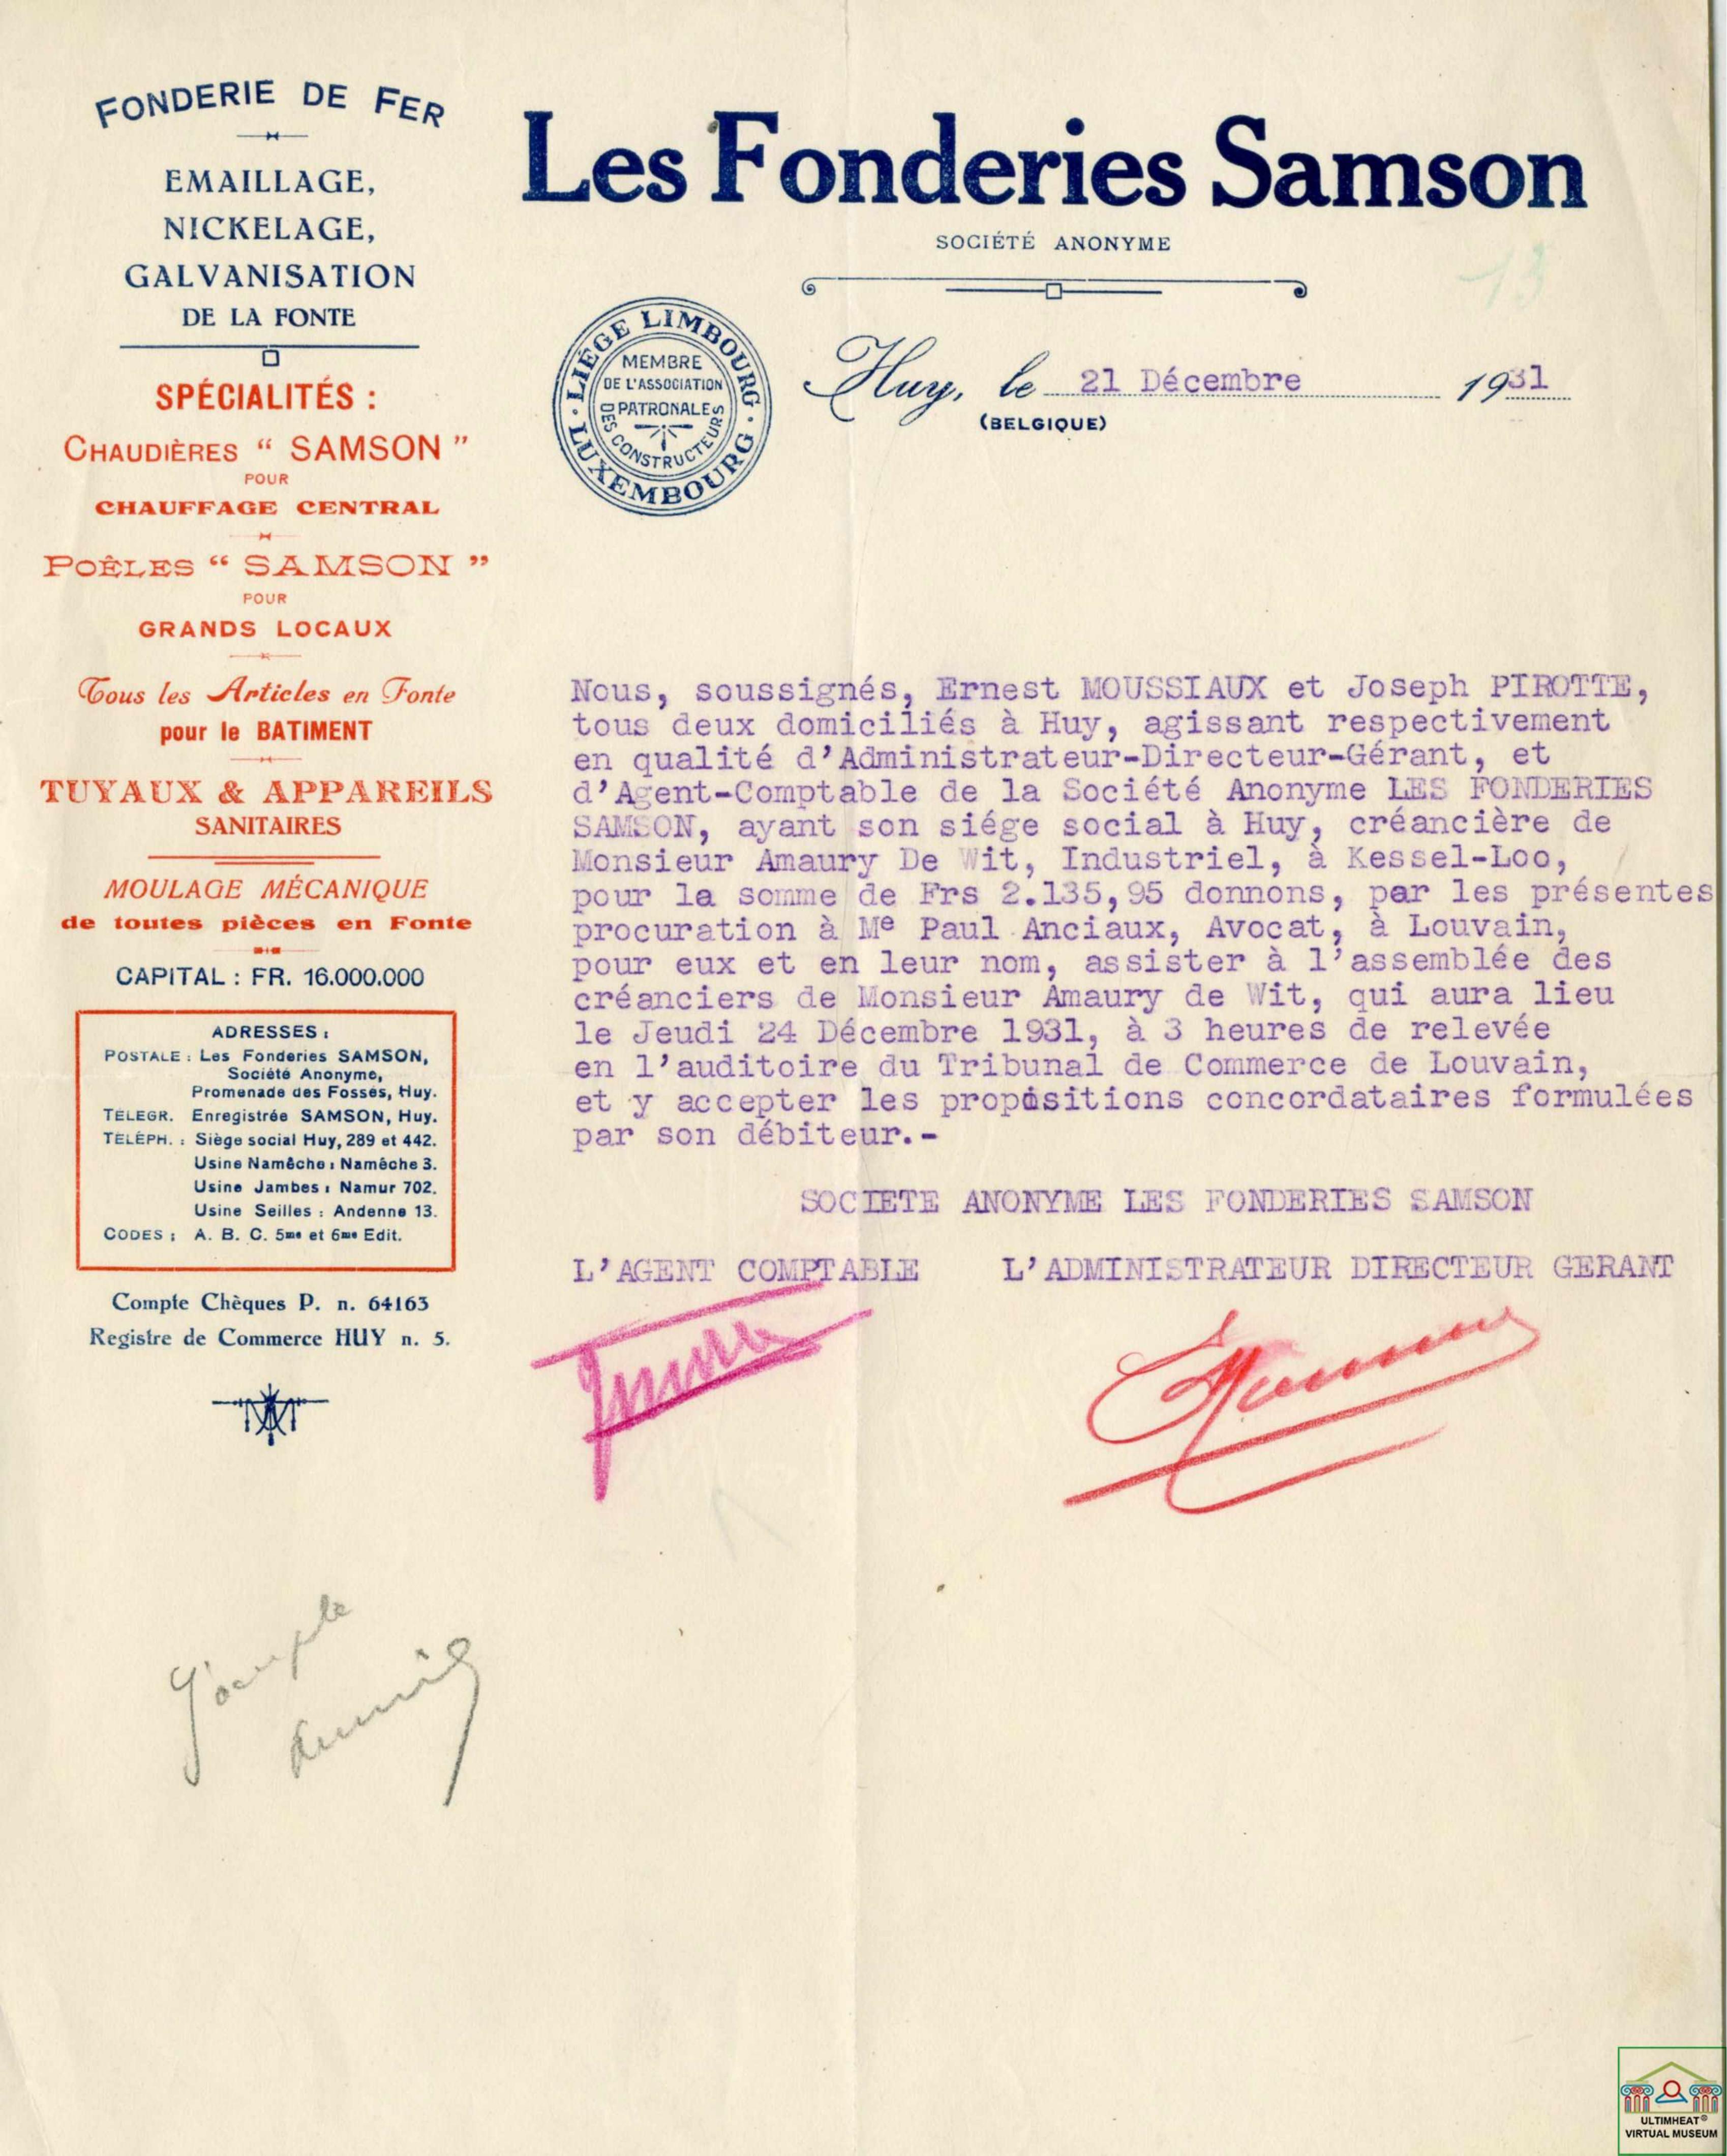 FONDERIE DE FER
EMAILLAGE,
NICKELAGE,
GALVANISATION
DE LA FONTE
SPÉCIALITÉS :
CHAUDIÈRES “ SAMSON ”
POUR
CHAUFFAGE CENTRAL
POÊLES “ SAMSON ”
POUR
GRANDS LOCAUX
Tous les Articles en Fonte
pour le BATIMENT
TUYAUX & APPAREILS
SANITAIRES
MOULAGE MÉCANIQUE
de toutes pièces en Fonte
CAPITAL : FR. 16.000.000
ADRESSES :
POSTALE : Les Fonderies SAMSON,
Société Anonyme,
Promenade des Fossés, Huy.
TÉLÉGR. Enregistrée SAMSON, Huy.
TÉLÉPH. : Siège social Huy, 289 et 442.
Usine Namêche : Namêche 3.
Usine Jambes : Namur 702.
Usine Seilles : Andenne 13.
CODES : A. B. C. 5me et 6me Edit.
Compte Chèques P. n. 64163
Registre de Commerce HUY n. 5.
Les Fonderies Samson
SOCIÉTÉ ANONYME
13
LIÉGE LIMBOURG · LUXEMBOURG ·
MEMBRE
DE L'ASSOCIATION
PATRONALE
DES CONSTRUCTEURS
Huy, le 21 Décembre 1931
(BELGIQUE)
Nous, soussignés, Ernest MOUSSIAUX et Joseph PIROTTE,
tous deux domiciliés à Huy, agissant respectivement
en qualité d'Administrateur-Directeur-Gérant, et
d'Agent-Comptable de la Société Anonyme LES FONDERIES
SAMSON, ayant son siége social à Huy, créancière de
Monsieur Amaury De Wit, Industriel, à Kessel-Loo,
pour la somme de Frs 2.135,95 donnons, par les présentes
procuration à Me Paul Anciaux, Avocat, à Louvain,
pour eux et en leur nom, assister à l'assemblée des
créanciers de Monsieur Amaury de Wit, qui aura lieu
le Jeudi 24 Décembre 1931, à 3 heures de relevée
en l'auditoire du Tribunal de Commerce de Louvain,
et y accepter les propositions concordataires formulées
par son débiteur.-
SOCIETE ANONYME LES FONDERIES SAMSON
L'AGENT COMPTABLE L'ADMINISTRATEUR DIRECTEUR GERANT
ULTIMHEAT®
VIRTUAL MUSEUM